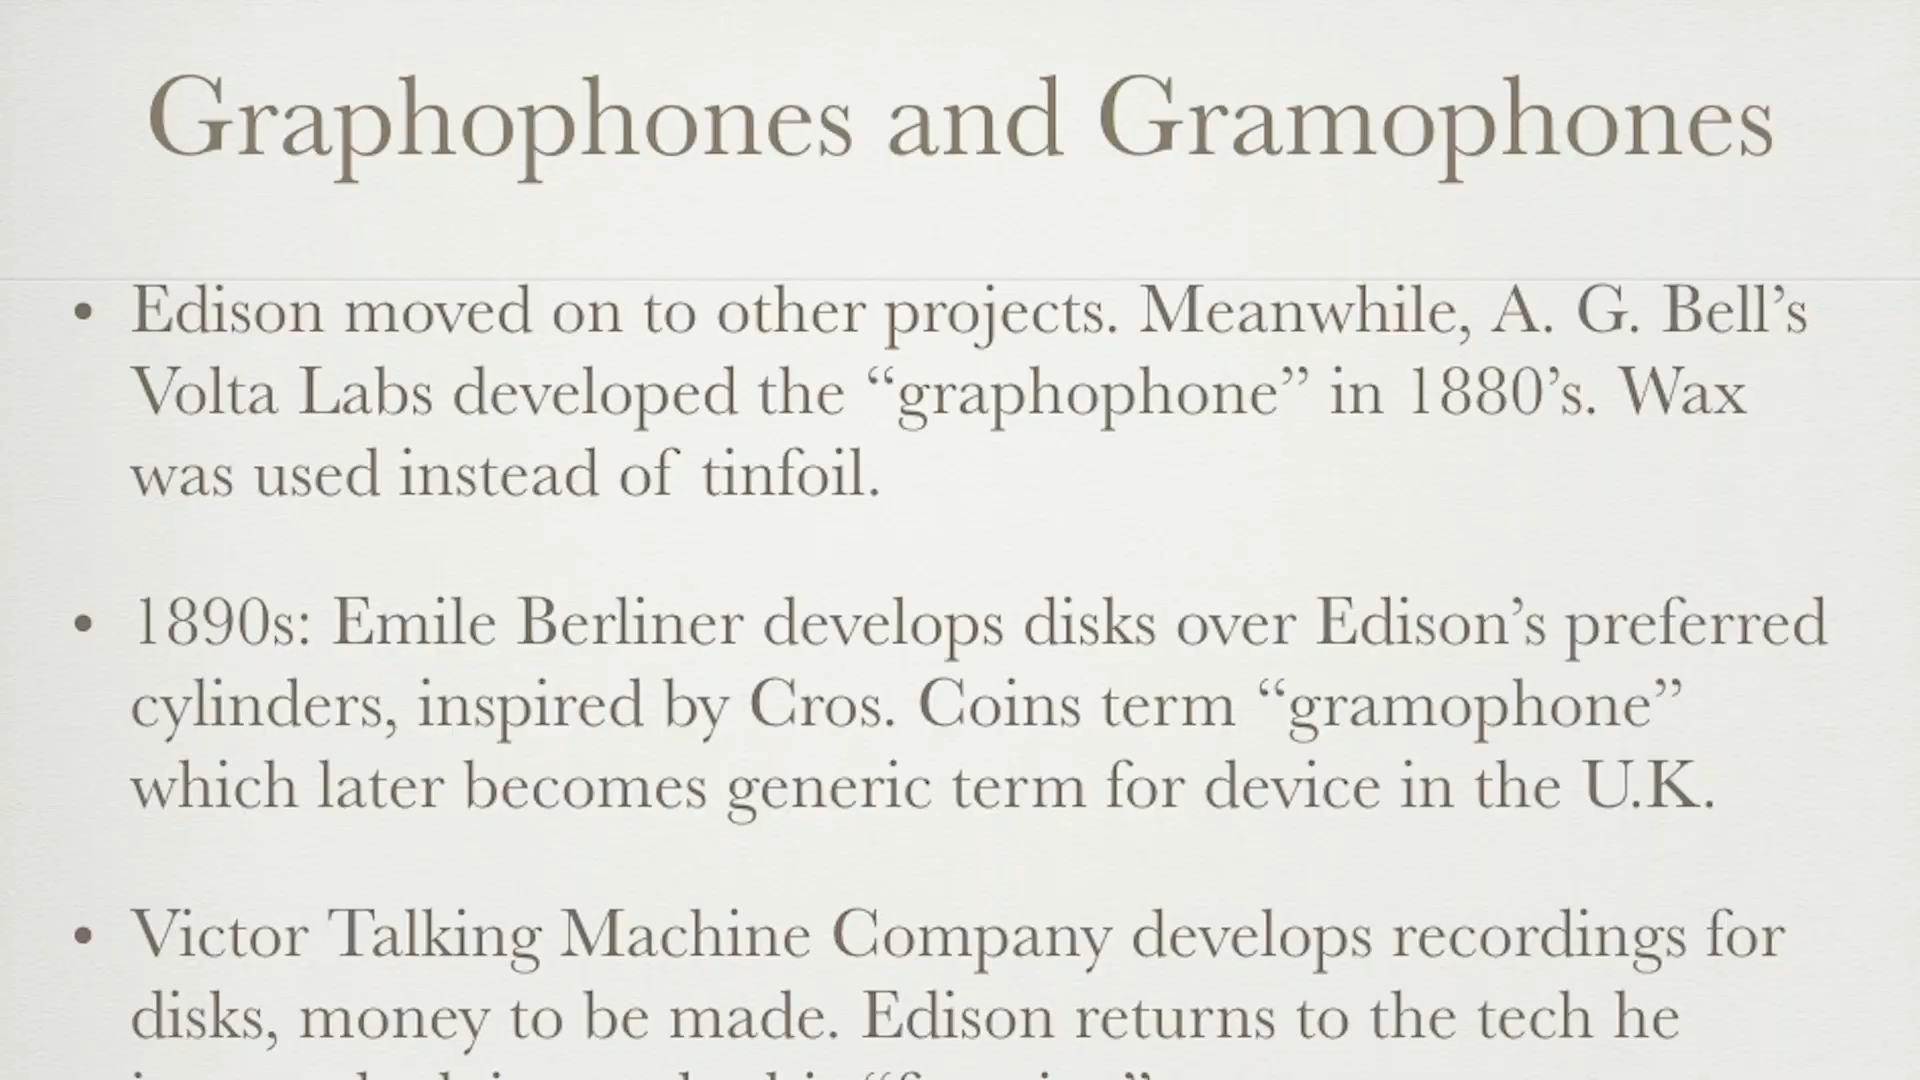 Graphophones and Gramophones
• Edison moved on to other projects. Meanwhile, A. G. Bell’s
Volta Labs developed the “graphophone” in 1880’s. Wax
was used instead of tinfoil.
• 1890s: Emile Berliner develops disks over Edison’s preferred
cylinders, inspired by Cros. Coins term “gramophone”
which later becomes generic term for device in the U.K.
• Victor Talking Machine Company develops recordings for
disks, money to be made. Edison returns to the tech he